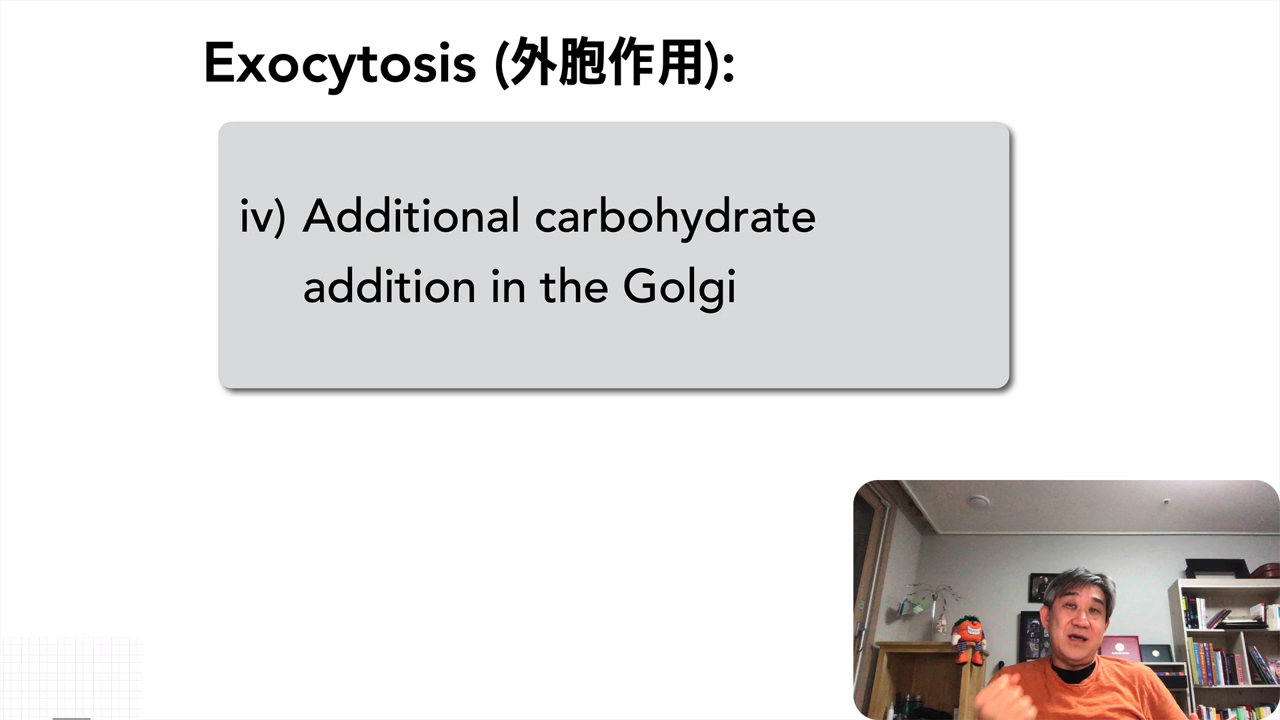 Exocytosis (外胞作用):
iv) Additional carbohydrate
addition in the Golgi